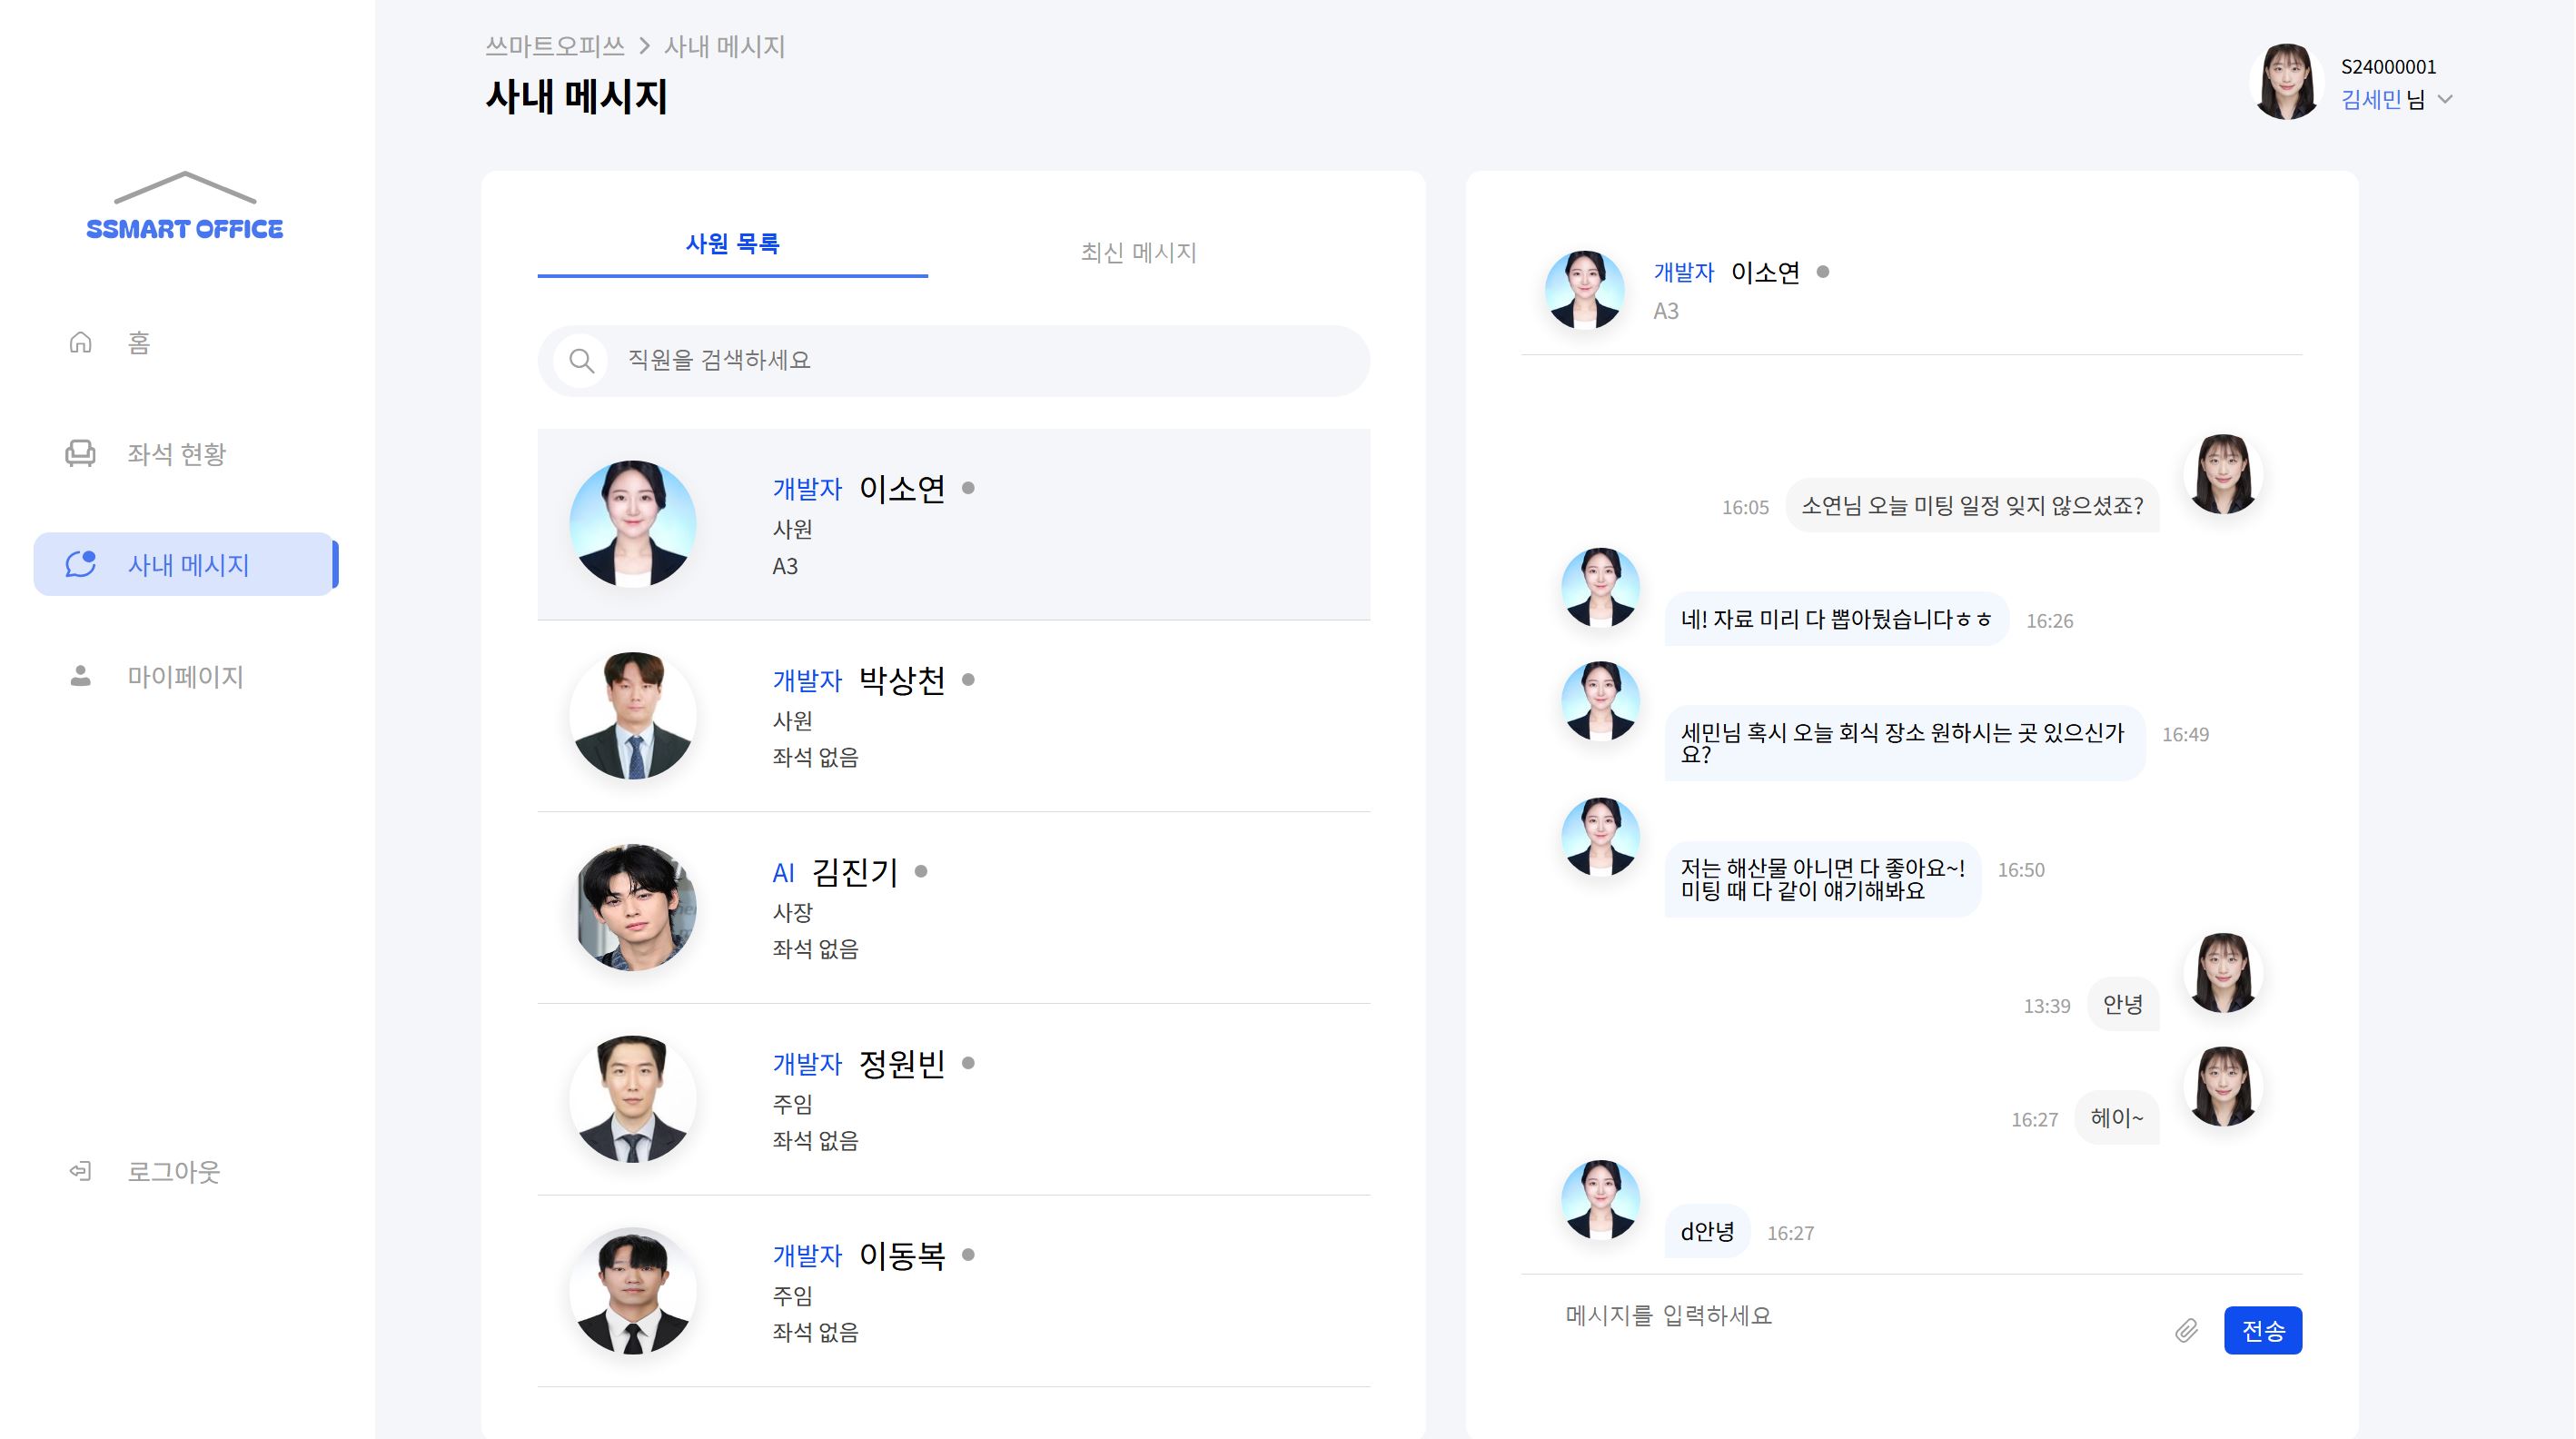 쓰마트오피쓰 > 사내 메시지
사내 메시지
S24000001
김세민 님
SSMART OFFICE
홈
좌석 현황
사내 메시지
마이페이지
로그아웃
사원 목록
최신 메시지
직원을 검색하세요
개발자 이소연
사원
A3
개발자 박상천
사원
좌석 없음
AI 김진기
사장
좌석 없음
개발자 정원빈
주임
좌석 없음
개발자 이동복
주임
좌석 없음
개발자 이소연
A3
16:05 소연님 오늘 미팅 일정 잊지 않으셨죠?
네! 자료 미리 다 뽑아뒀습니다ㅎㅎ 16:26
세민님 혹시 오늘 회식 장소 원하시는 곳 있으신가 16:49
요?
저는 해산물 아니면 다 좋아요~! 16:50
미팅 때 다 같이 얘기해봐요
13:39 안녕
16:27 헤이~
d안녕 16:27
메시지를 입력하세요
전송